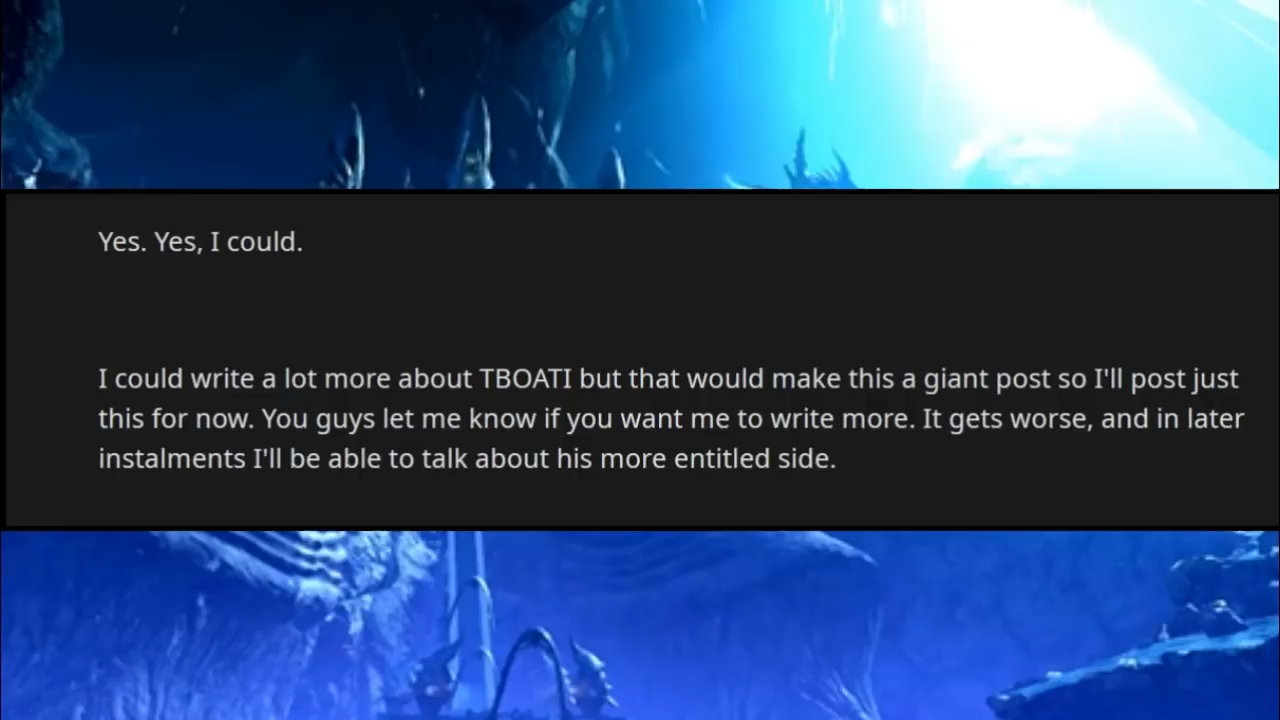 Yes. Yes, I could.
I could write a lot more about TBOATI but that would make this a giant post so I'll post just
this for now. You guys let me know if you want me to write more. It gets worse, and in later
instalments I'll be able to talk about his more entitled side.